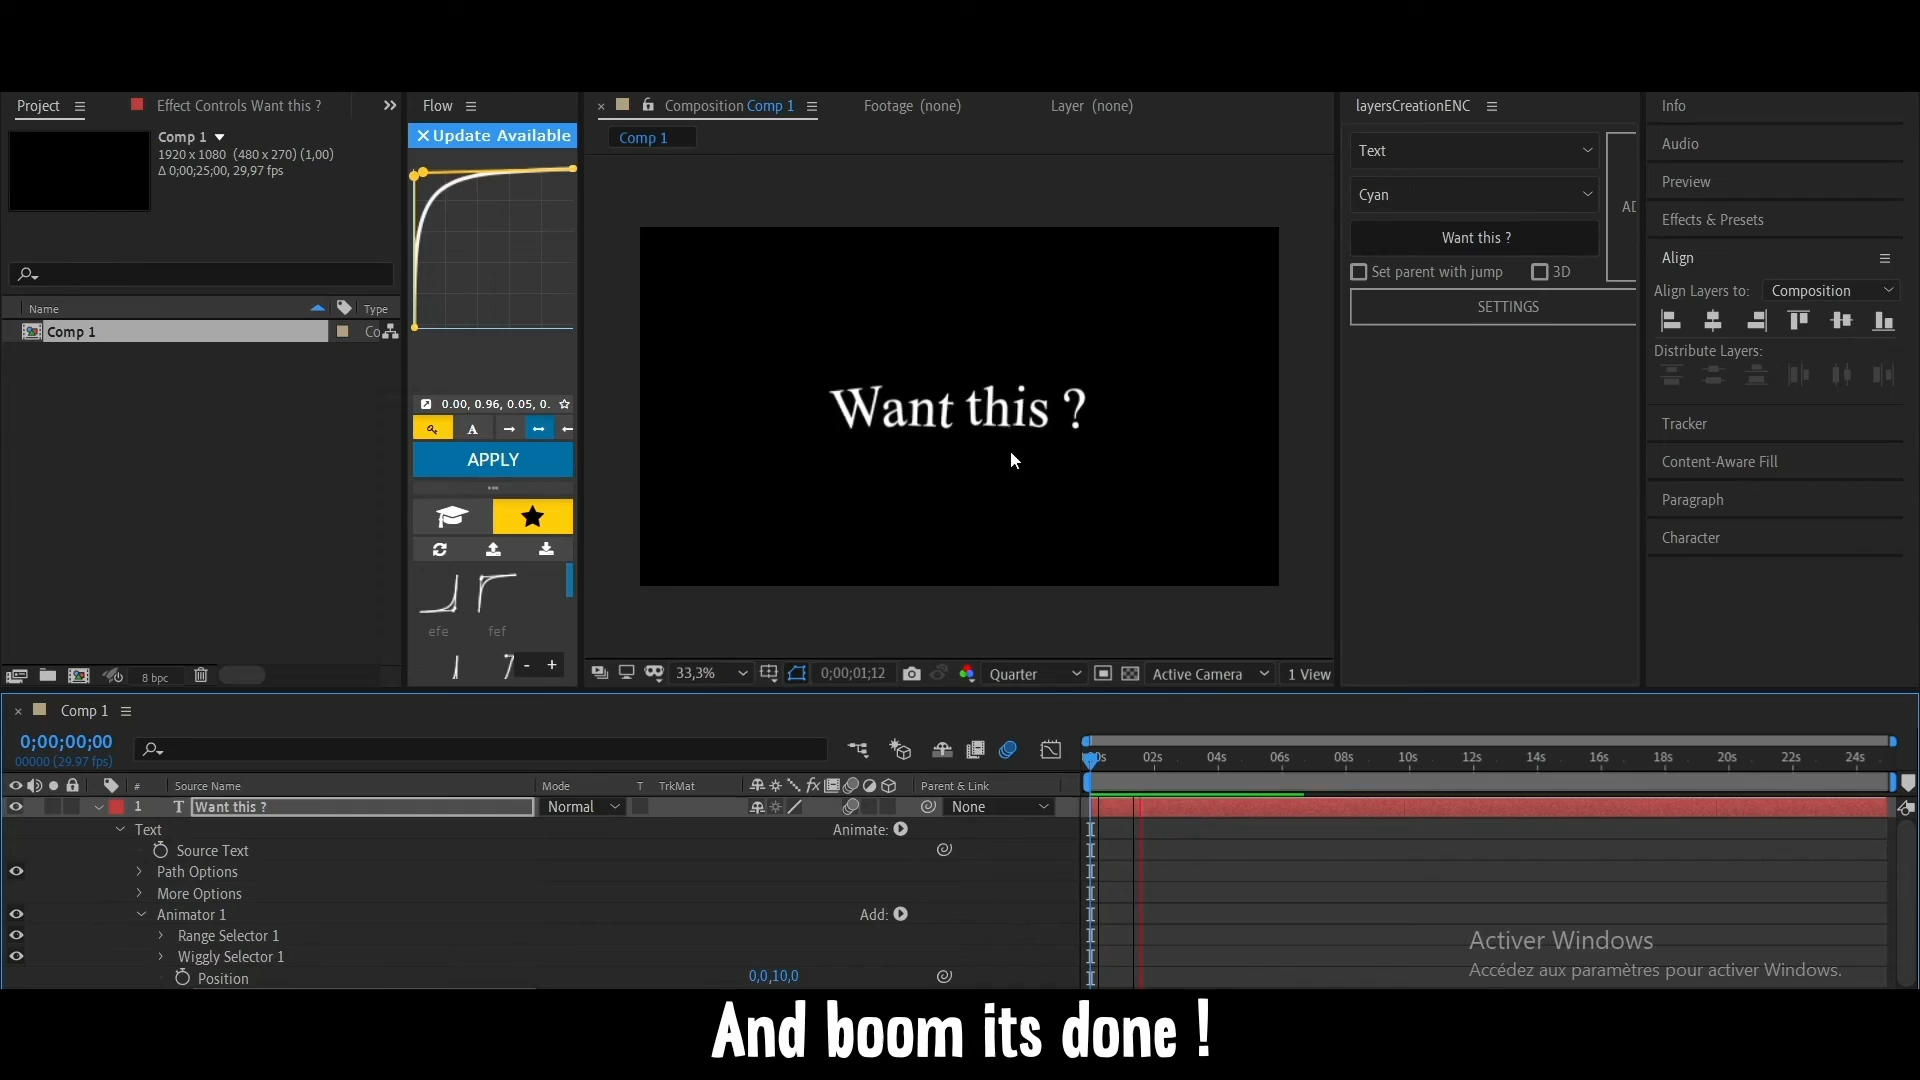 Project
Effect Controls Want this ?
Flow
Composition Comp 1
Footage (none)
Layer (none)
layersCreationENC
Info
Update Available
Comp 1
1920 x 1080 (480 x 270) (1,00)
Δ 0;00;25;00, 29,97 fps
Comp 1
Text
Cyan
AD
Want this ?
Set parent with jump
3D
SETTINGS
Audio
Preview
Effects & Presets
Align
Align Layers to:
Composition
Distribute Layers:
Tracker
Content-Aware Fill
Paragraph
Character
Name
Type
Comp 1
Co
0.00, 0.96, 0.05, 0.
A
APPLY
efe
fef
- +
Want this ?
8 bpc
33,3%
0;00;01;12
Quarter
Active Camera
1 View
Comp 1
0;00;00;00
00000 (29.97 fps)
02s 04s 06s 08s 10s 12s 14s 16s 18s 20s 22s 24s
#
Source Name
Mode
T
TrkMat
fx
Parent & Link
1
T
Want this ?
Normal
None
Text
Animate:
Source Text
Path Options
More Options
Animator 1
Add:
Range Selector 1
Wiggly Selector 1
Position
0,0,10,0
Activer Windows
Accédez aux paramètres pour activer Windows.
And boom its done !